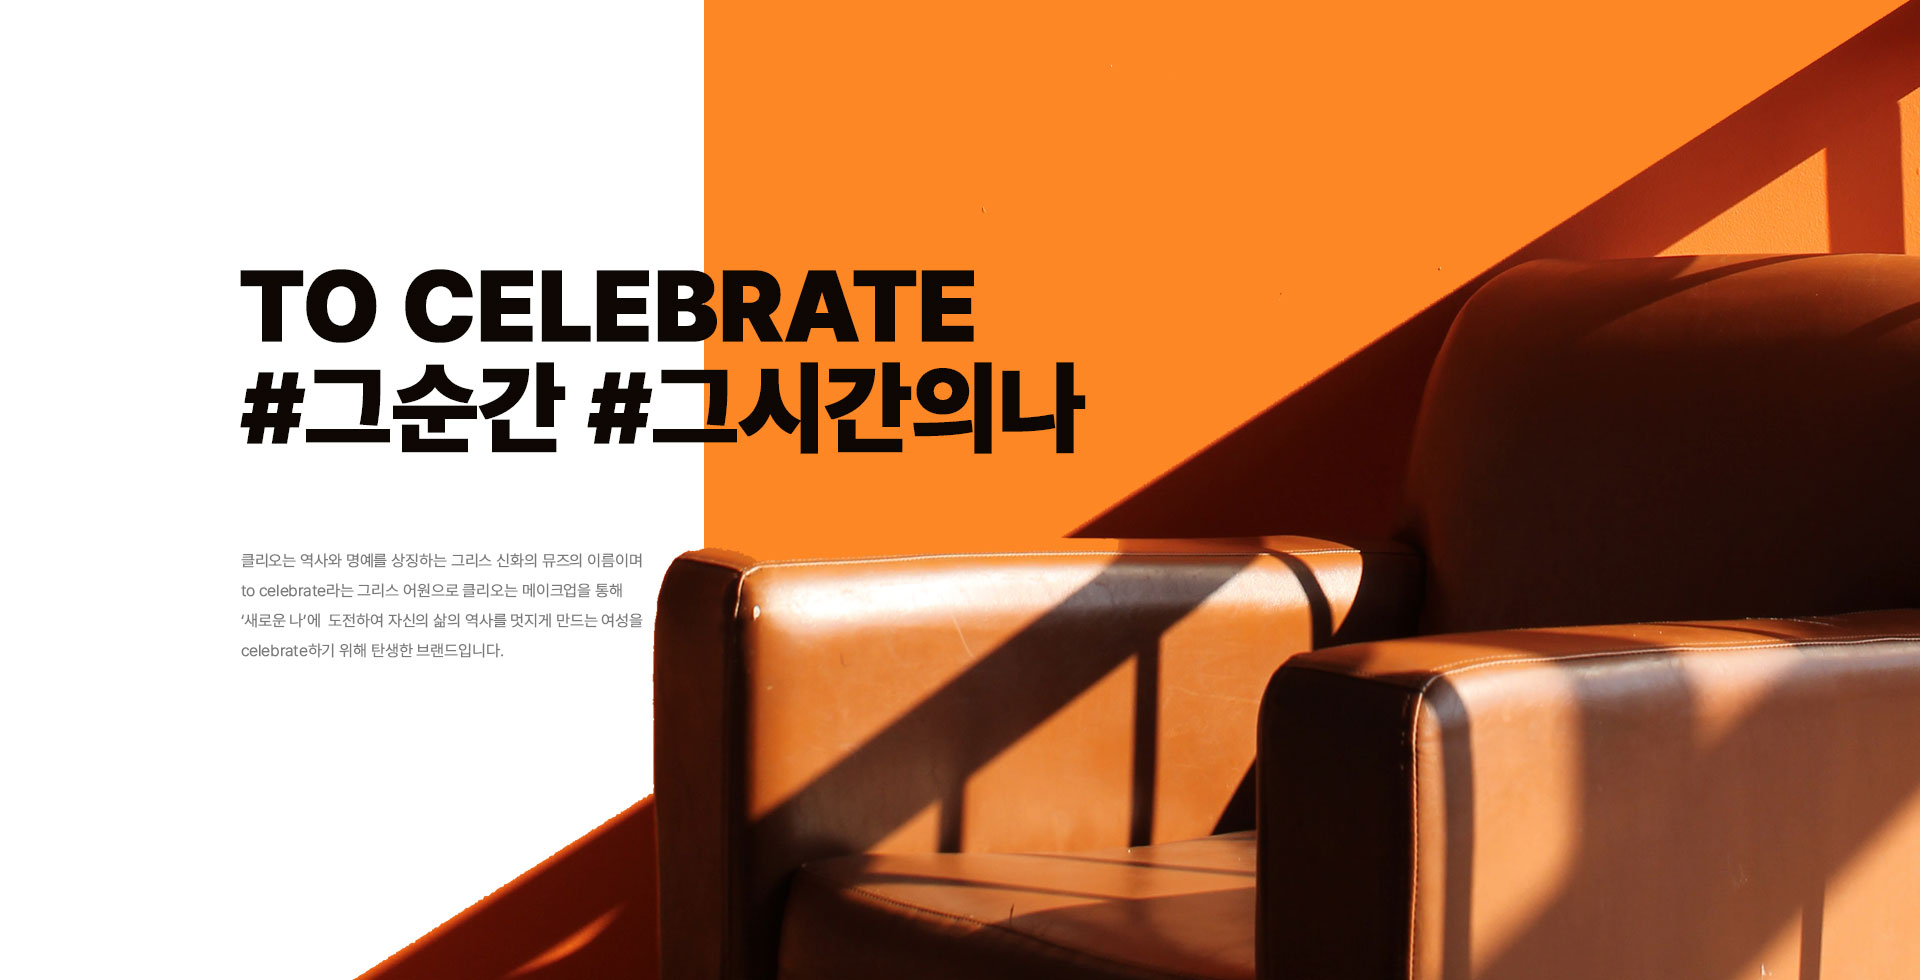 TO CELEBRATE
#그순간 #그시간의나
클리오는 역사와 명예를 상징하는 그리스 신화의 뮤즈의 이름이며
to celebrate라는 그리스 어원으로 클리오는 메이크업을 통해
‘새로운 나’에 도전하여 자신의 삶의 역사를 멋지게 만드는 여성을
celebrate하기 위해 탄생한 브랜드입니다.